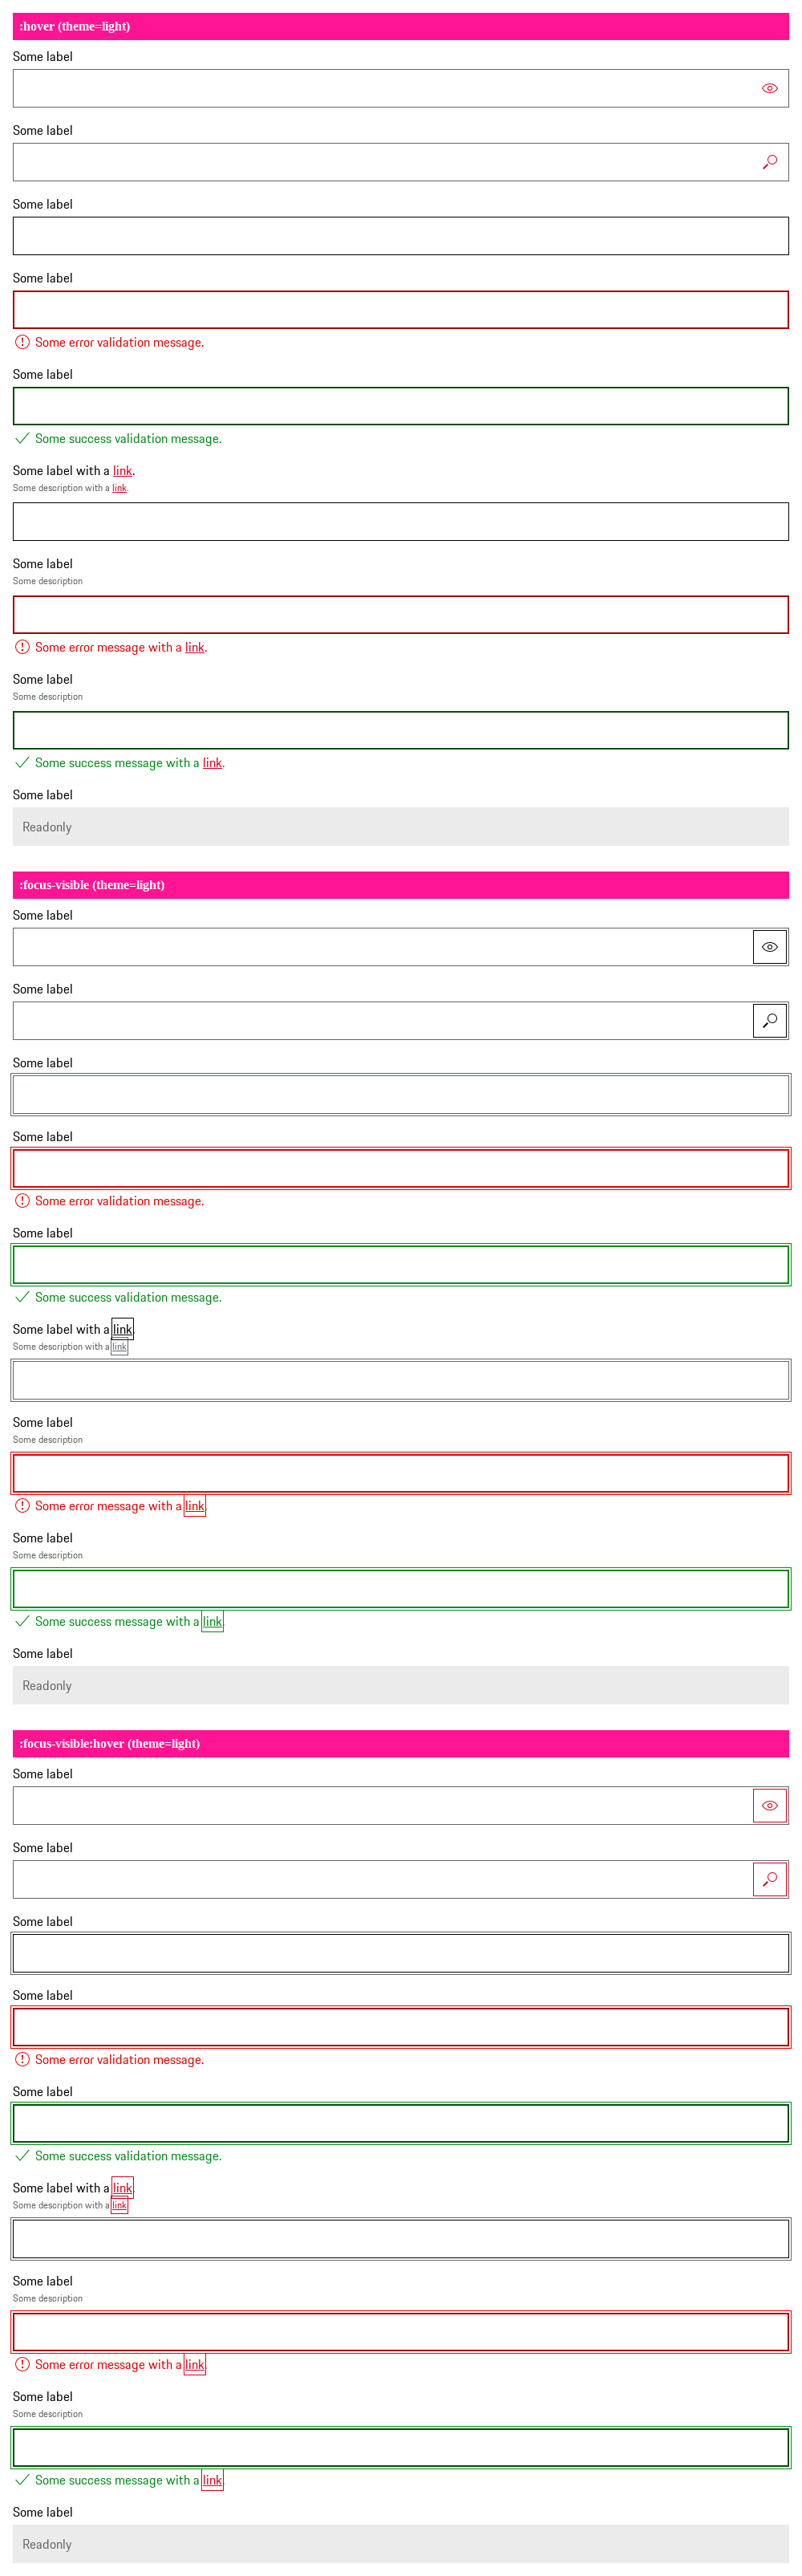 :hover (theme=light)
Some label
Some label
Some label
Some label
Some error validation message.
Some label
Some success validation message.
Some label with a link.
Some description with a link.
Some label
Some description
Some error message with a link.
Some label
Some description
Some success message with a link.
Some label
Readonly
:focus-visible (theme=light)
Some label
Some label
Some label
Some label
Some error validation message.
Some label
Some success validation message.
Some label with a link.
Some description with a link.
Some label
Some description
Some error message with a link.
Some label
Some description
Some success message with a link.
Some label
Readonly
:focus-visible:hover (theme=light)
Some label
Some label
Some label
Some label
Some error validation message.
Some label
Some success validation message.
Some label with a link.
Some description with a link.
Some label
Some description
Some error message with a link.
Some label
Some description
Some success message with a link.
Some label
Readonly